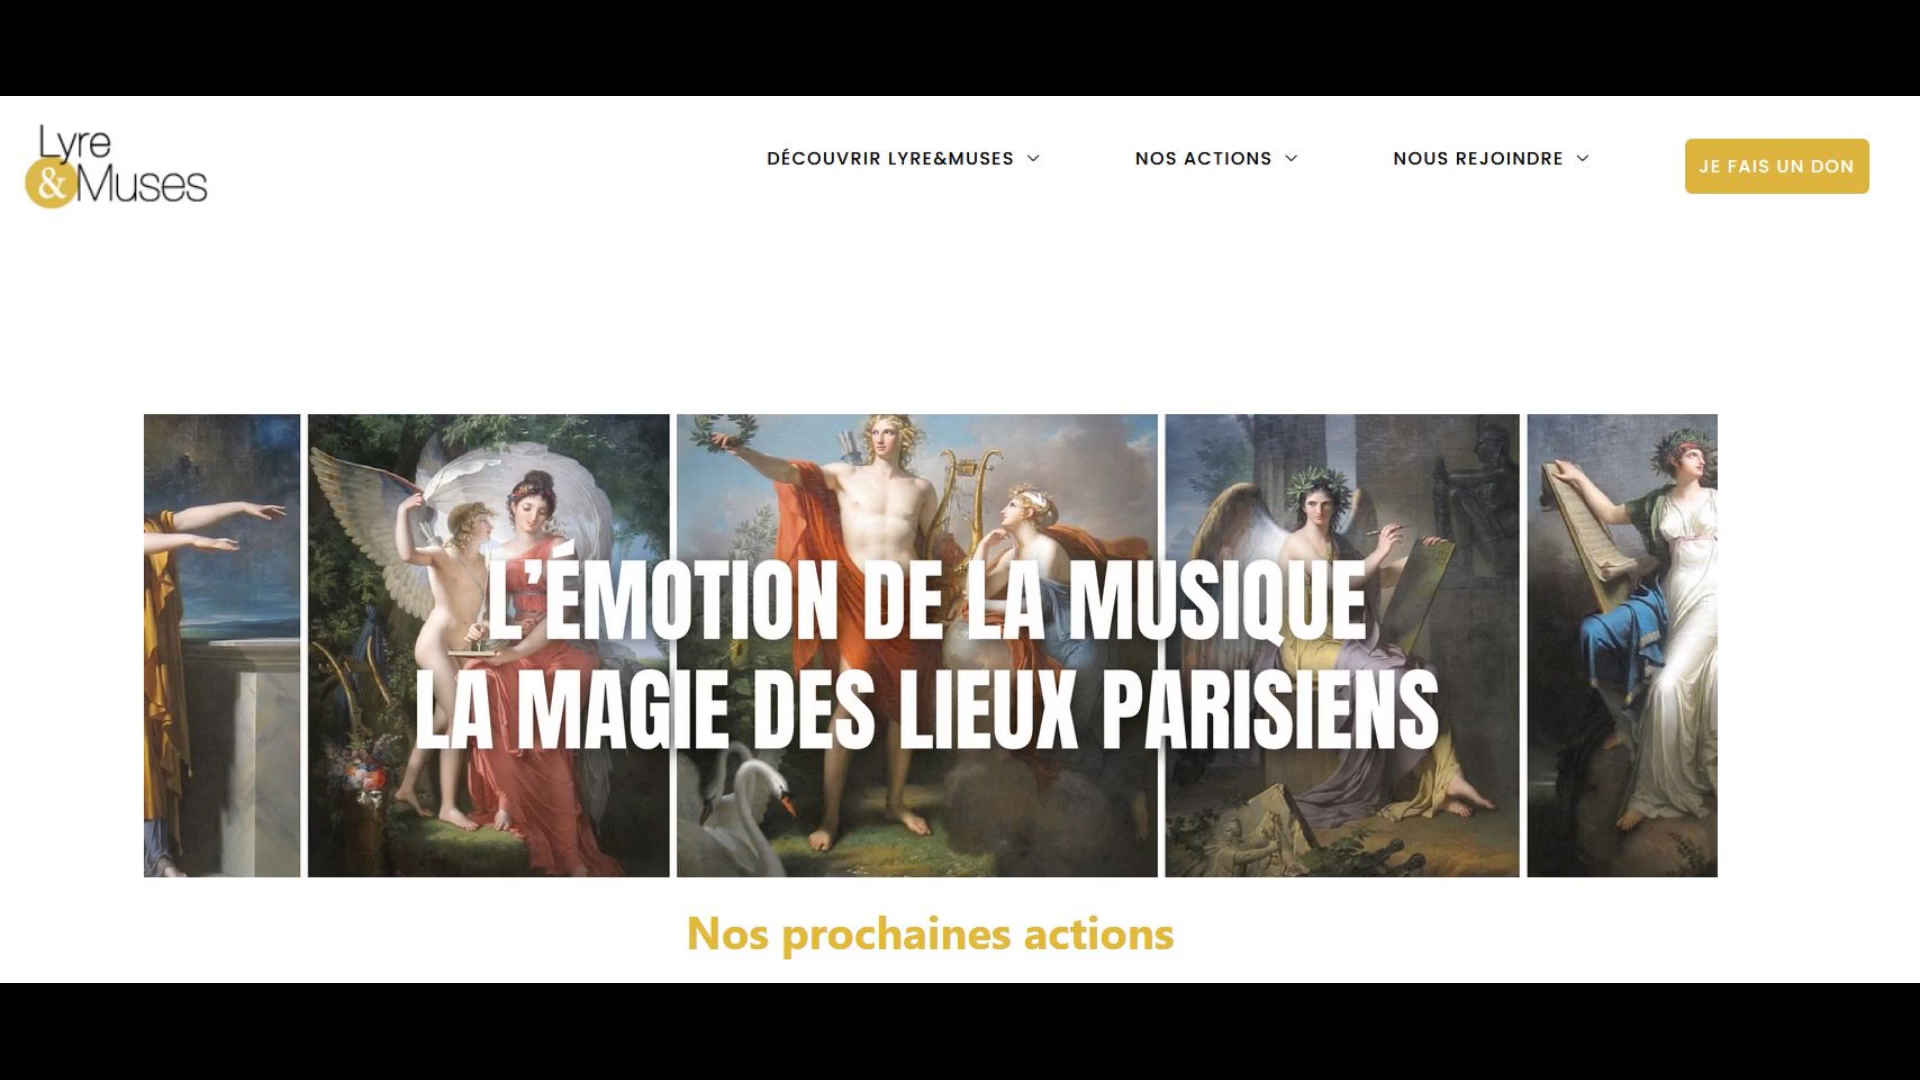 Lyre
&Muses
DÉCOUVRIR LYRE&MUSES
NOS ACTIONS
NOUS REJOINDRE
JE FAIS UN DON
L’ÉMOTION DE LA MUSIQUE
LA MAGIE DES LIEUX PARISIENS
Nos prochaines actions